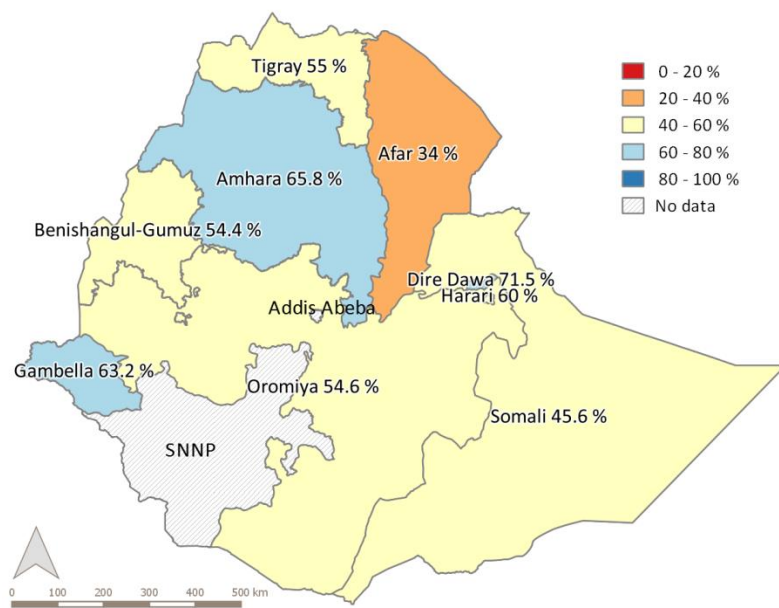 Tigray 55 %
Afar 34 %
Amhara 65.8 %
Benishangul-Gumuz 54.4 %
Dire Dawa 71.5 %
Harari 60 %
Addis Abeba
Gambella 63.2 %
Oromiya 54.6 %
Somali 45.6 %
SNNP
0 - 20 %
20 - 40 %
40 - 60 %
60 - 80 %
80 - 100 %
No data
0 100 200 300 400 500 km